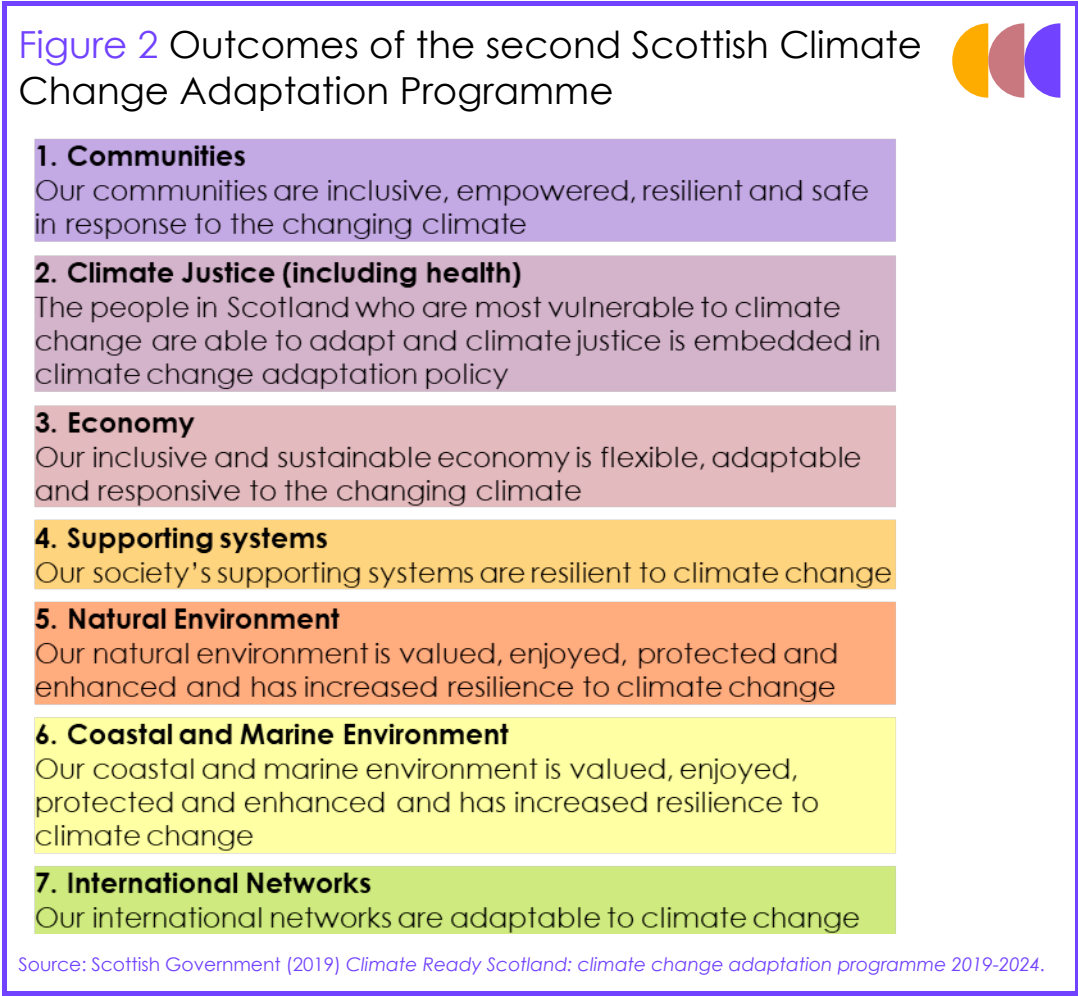 Figure 2 Outcomes of the second Scottish Climate
Change Adaptation Programme
1. Communities
Our communities are inclusive, empowered, resilient and safe
in response to the changing climate
2. Climate Justice (including health)
The people in Scotland who are most vulnerable to climate
change are able to adapt and climate justice is embedded in
climate change adaptation policy
3. Economy
Our inclusive and sustainable economy is flexible, adaptable
and responsive to the changing climate
4. Supporting systems
Our society’s supporting systems are resilient to climate change
5. Natural Environment
Our natural environment is valued, enjoyed, protected and
enhanced and has increased resilience to climate change
6. Coastal and Marine Environment
Our coastal and marine environment is valued, enjoyed,
protected and enhanced and has increased resilience to
climate change
7. International Networks
Our international networks are adaptable to climate change
Source: Scottish Government (2019) Climate Ready Scotland: climate change adaptation programme 2019-2024.